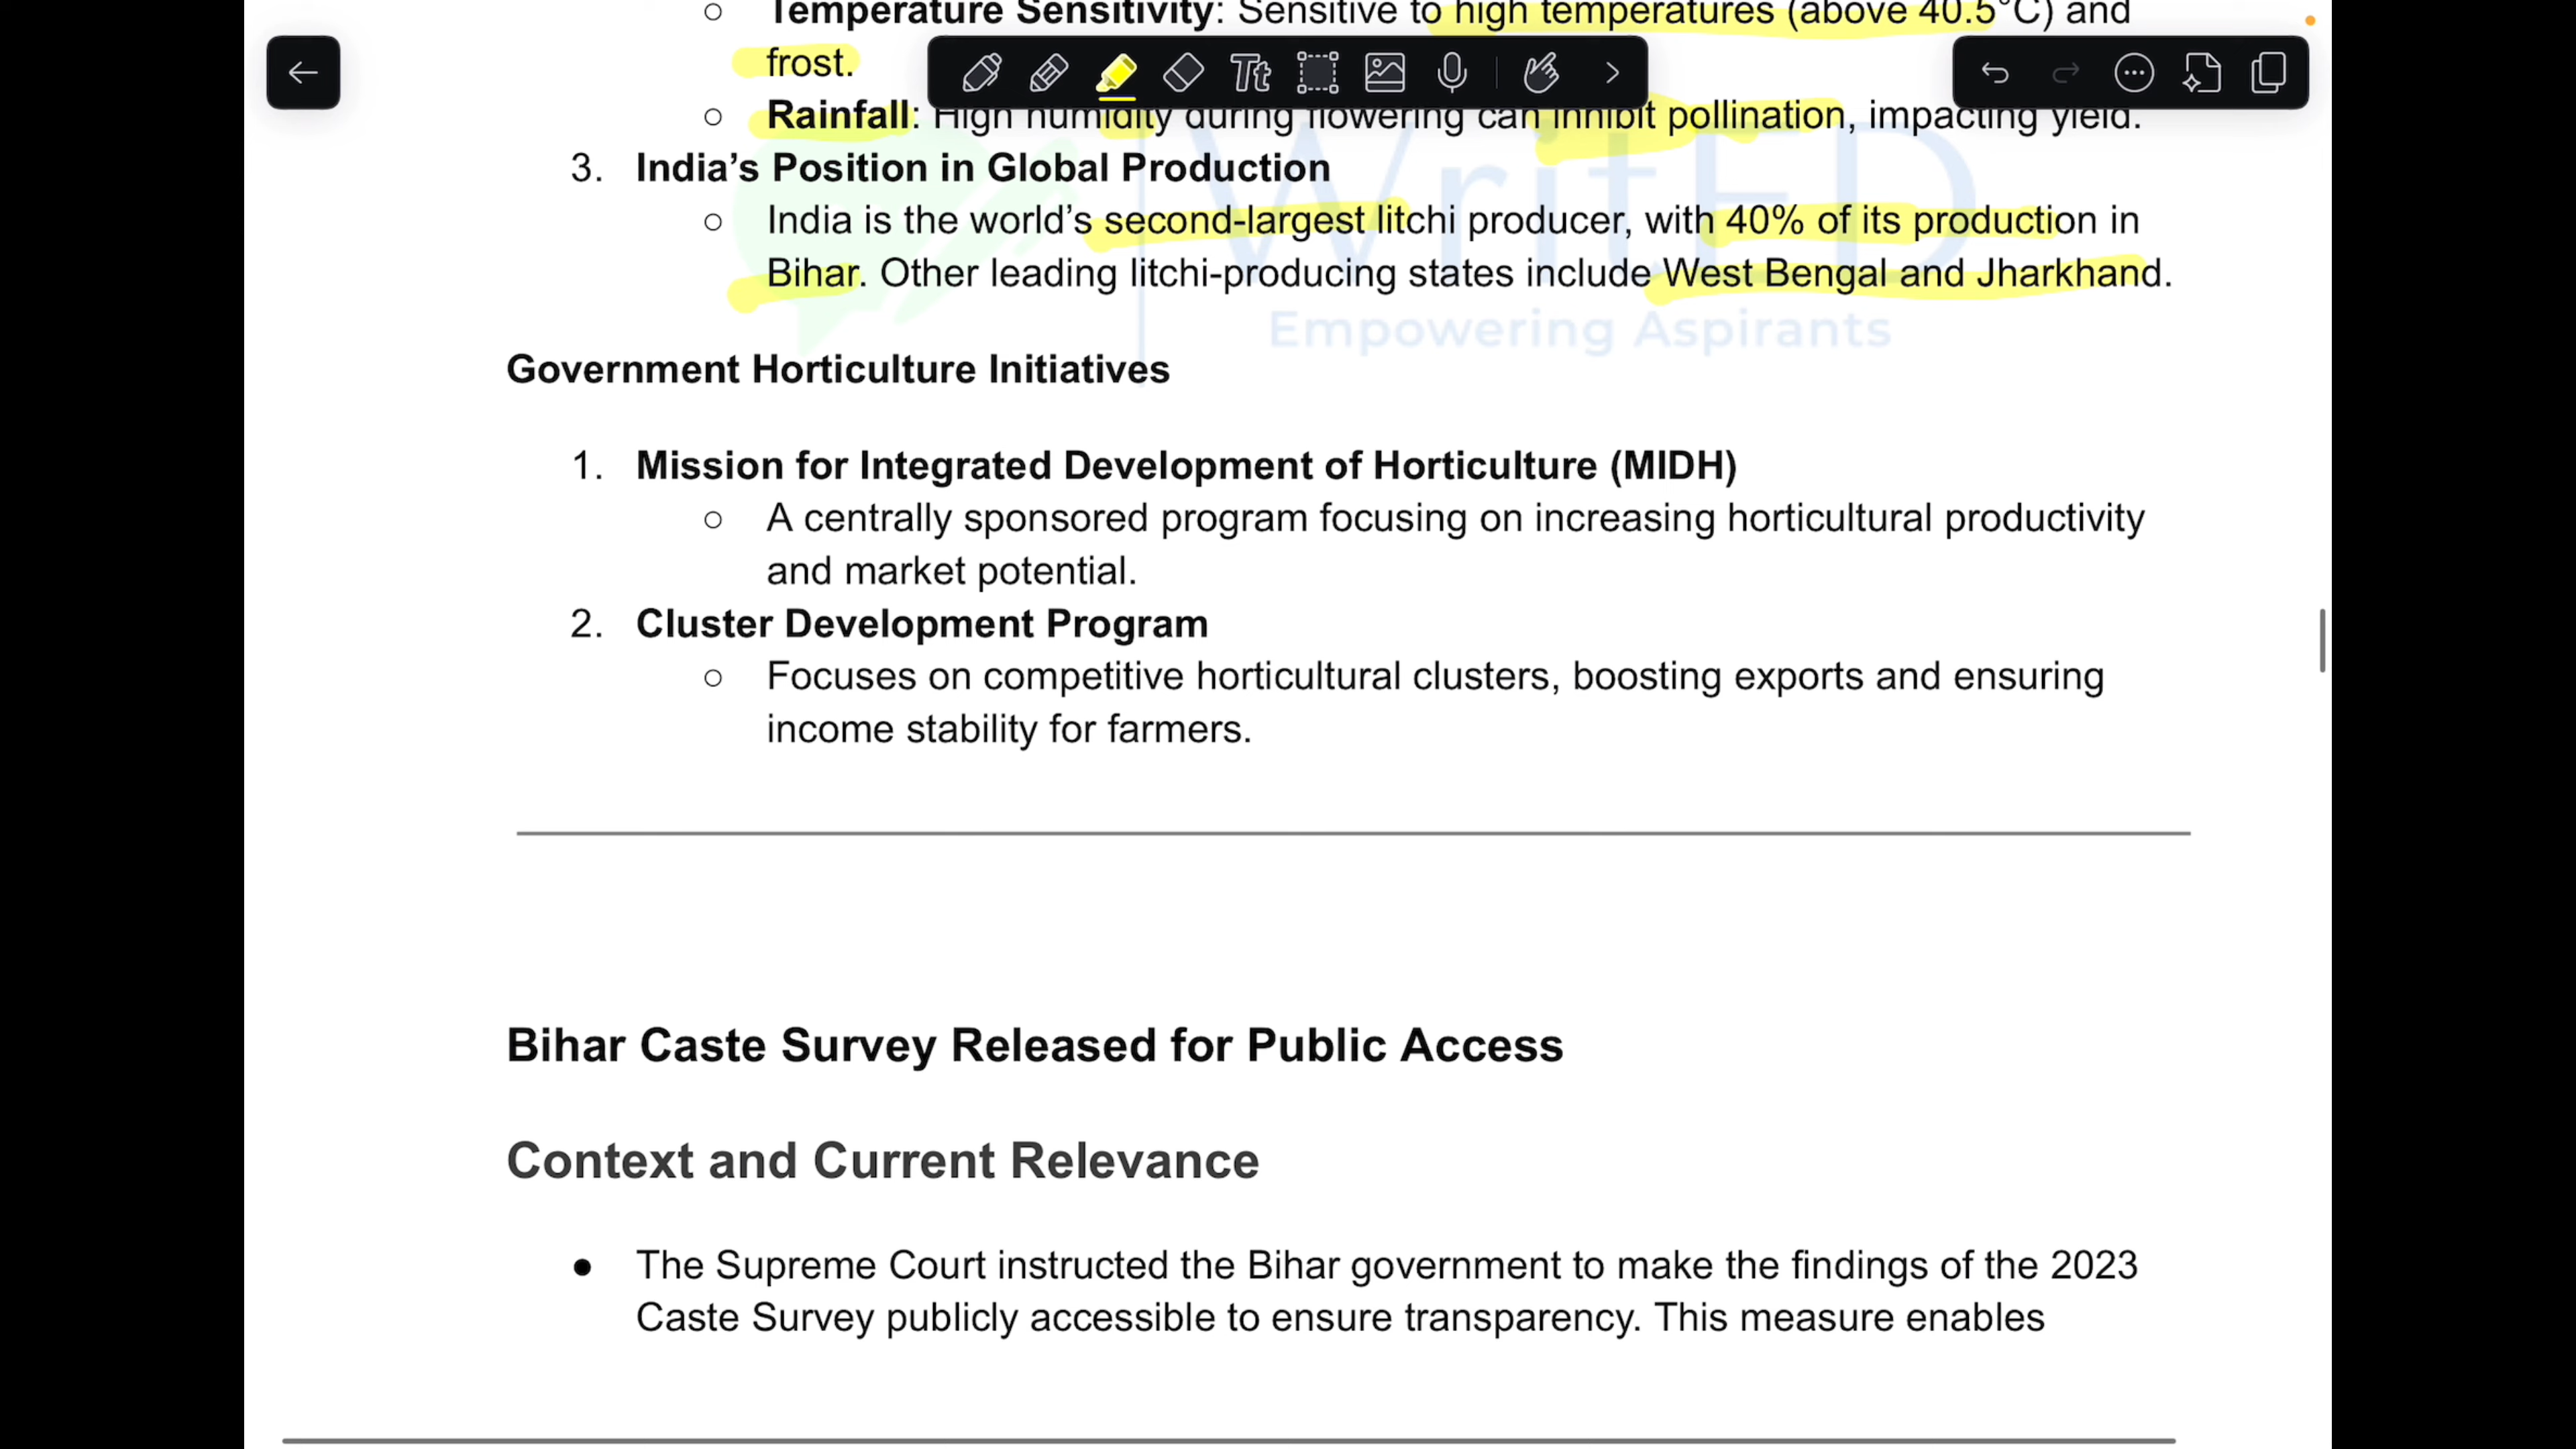 ○ Temperature Sensitivity: Sensitive to high temperatures (above 40.5°C) and
frost.
○ Rainfall: High humidity during flowering can inhibit pollination, impacting yield.
3. India’s Position in Global Production
○ India is the world’s second-largest litchi producer, with 40% of its production in
Bihar. Other leading litchi-producing states include West Bengal and Jharkhand.
WritED
Empowering Aspirants
Government Horticulture Initiatives
1. Mission for Integrated Development of Horticulture (MIDH)
○ A centrally sponsored program focusing on increasing horticultural productivity
and market potential.
2. Cluster Development Program
○ Focuses on competitive horticultural clusters, boosting exports and ensuring
income stability for farmers.
Bihar Caste Survey Released for Public Access
Context and Current Relevance
● The Supreme Court instructed the Bihar government to make the findings of the 2023
Caste Survey publicly accessible to ensure transparency. This measure enables